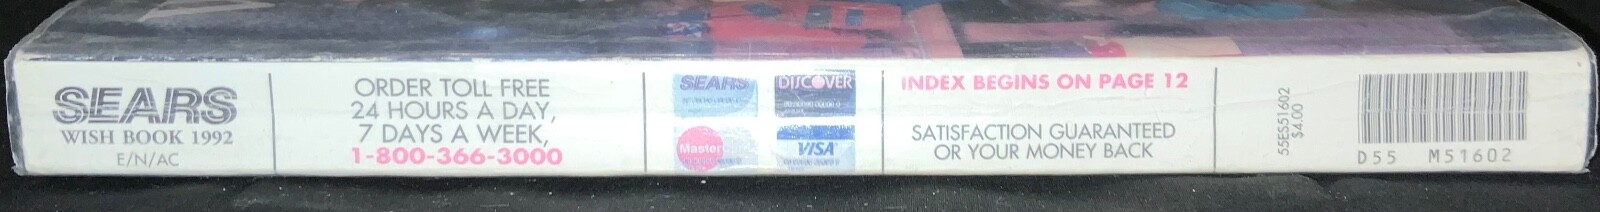 SEARS
WISH BOOK 1992
E/N/AC
ORDER TOLL FREE
24 HOURS A DAY,
7 DAYS A WEEK,
1-800-366-3000
SEARS
DISCOVER
Master
VISA
INDEX BEGINS ON PAGE 12
SATISFACTION GUARANTEED
OR YOUR MONEY BACK
55ES51602
$4.00
D55 M51602